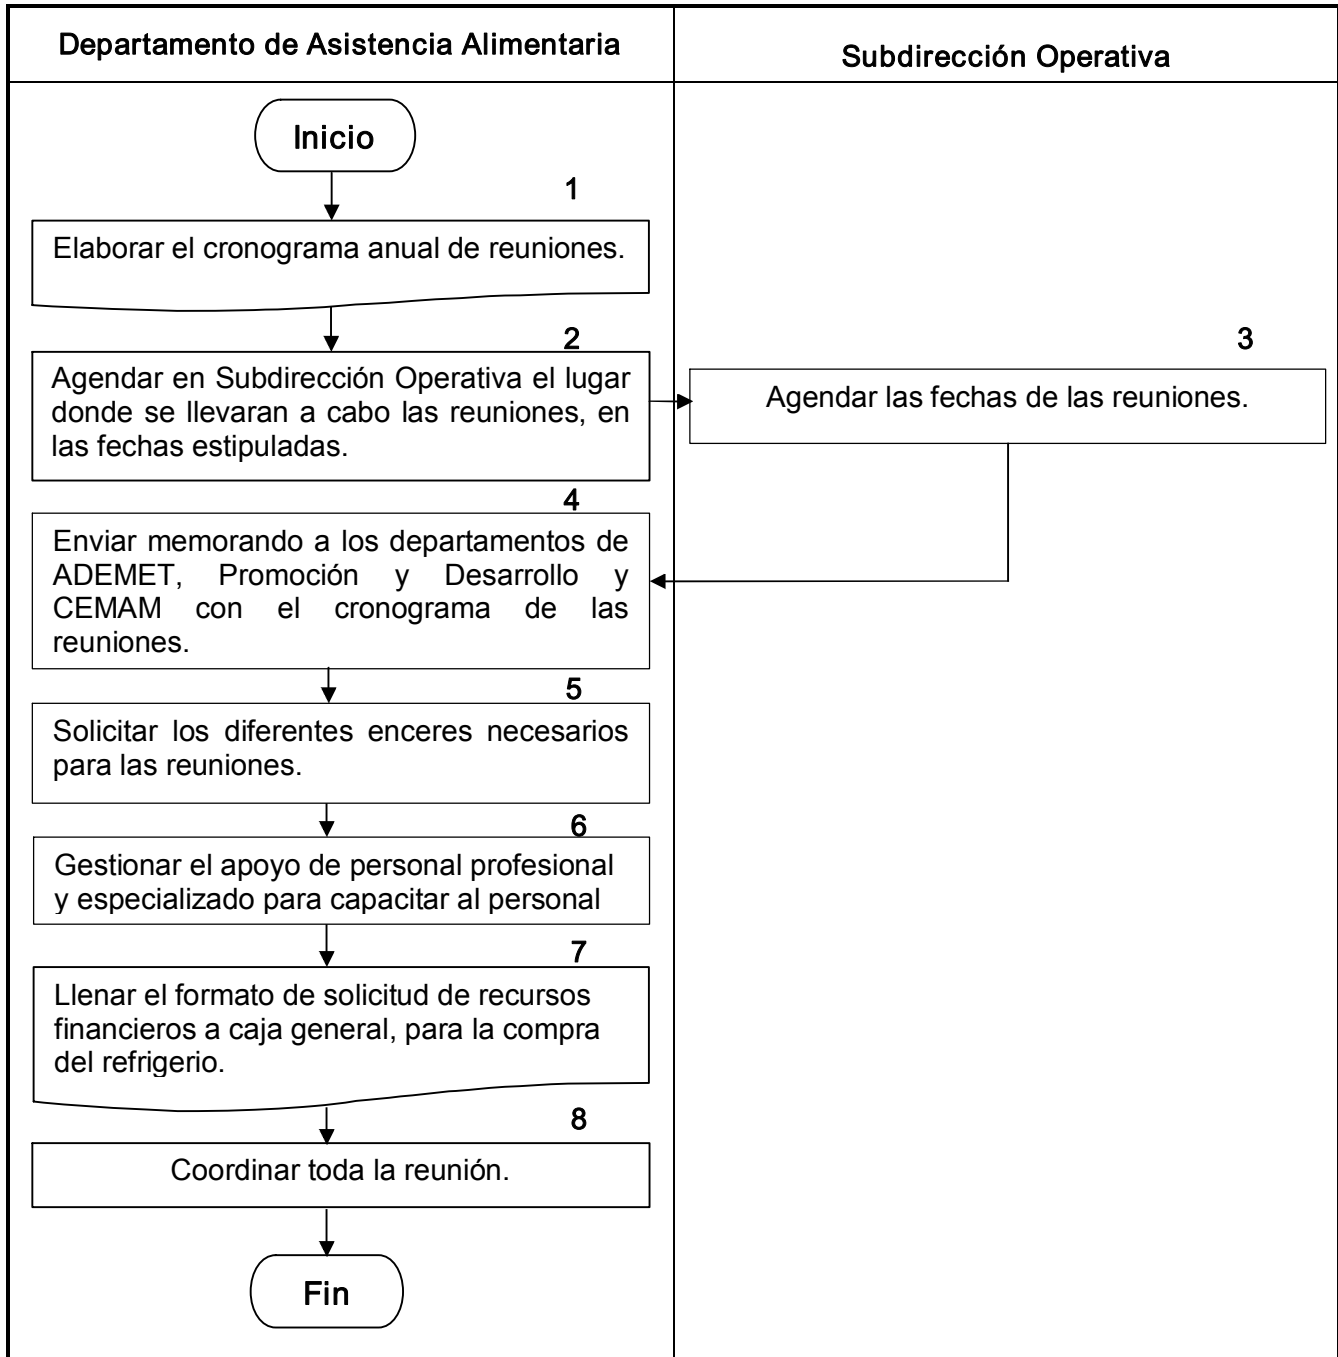 Departamento de Asistencia Alimentaria
Subdirección Operativa
Inicio
1
Elaborar el cronograma anual de reuniones.
2
Agendar en Subdirección Operativa el lugar
donde se llevaran a cabo las reuniones, en
las fechas estipuladas.
3
Agendar las fechas de las reuniones.
4
Enviar memorando a los departamentos de
ADEMET, Promoción y Desarrollo y
CEMAM con el cronograma de las
reuniones.
5
Solicitar los diferentes enceres necesarios
para las reuniones.
6
Gestionar el apoyo de personal profesional
y especializado para capacitar al personal
7
Llenar el formato de solicitud de recursos
financieros a caja general, para la compra
del refrigerio.
8
Coordinar toda la reunión.
Fin